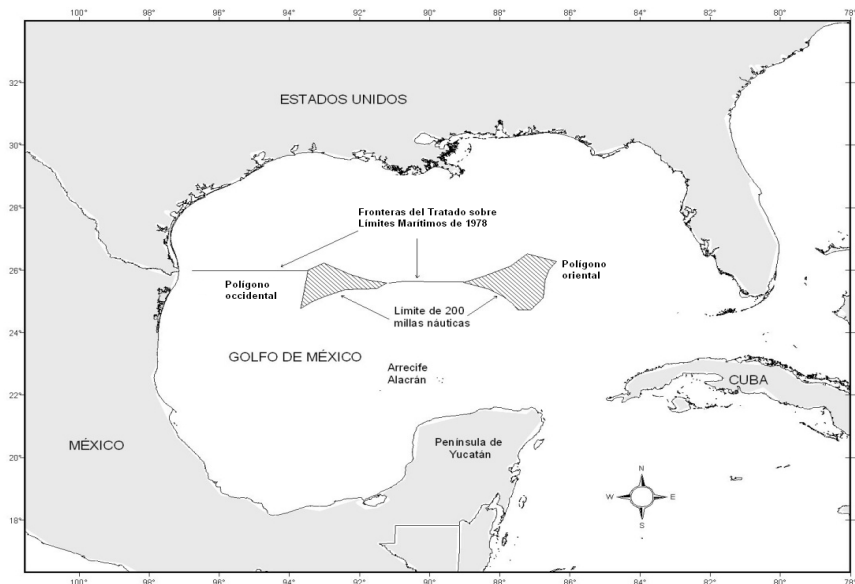 100° 98° 96° 94° 92° 90° 88° 86° 84° 82° 80° 78°
32°
ESTADOS UNIDOS
30°
28°
Fronteras del Tratado sobre
Límites Marítimos de 1978
26°
Polígono
occidental
Polígono
oriental
Límite de 200
millas náuticas
24°
GOLFO DE MÉXICO
Arrecife
Alacrán
CUBA
22°
MÉXICO
Península de
Yucatán
20°
N
W E
S
18°
100° 98° 96° 94° 92° 90° 88° 86° 84° 82° 80° 78°